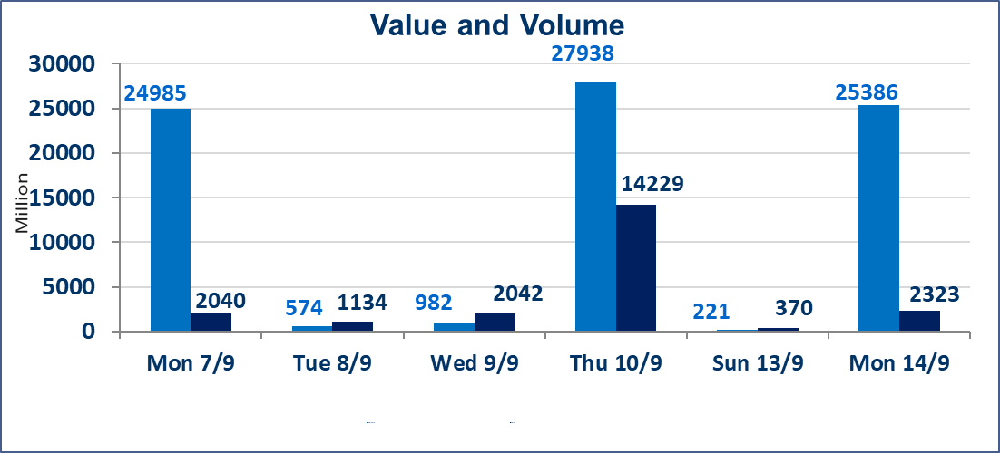 Value and Volume
Million
30000
25000
20000
15000
10000
5000
0
24985
2040
574
1134
982
2042
27938
14229
221
370
25386
2323
Mon 7/9
Tue 8/9
Wed 9/9
Thu 10/9
Sun 13/9
Mon 14/9